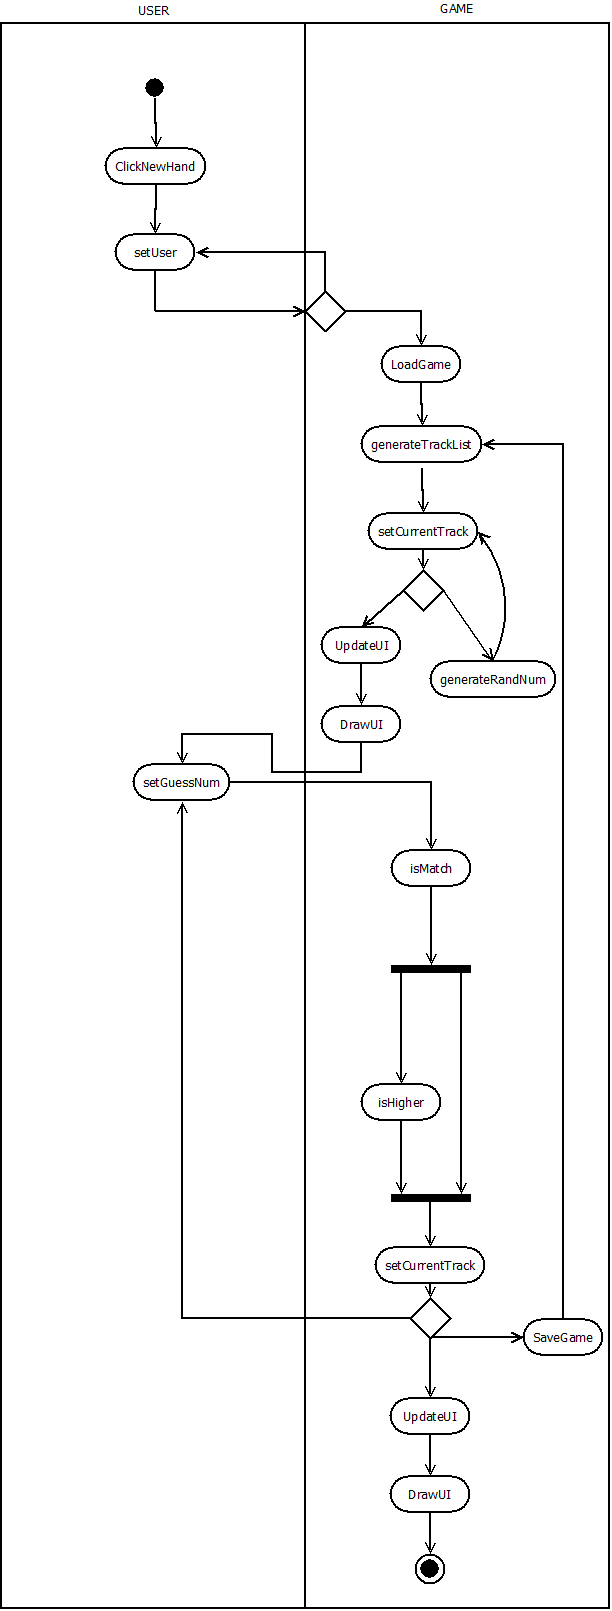 USER
GAME
ClickNewHand
setUser
LoadGame
generateTrackList
setCurrentTrack
UpdateUI
generateRandNum
DrawUI
setGuessNum
isMatch
isHigher
setCurrentTrack
SaveGame
UpdateUI
DrawUI